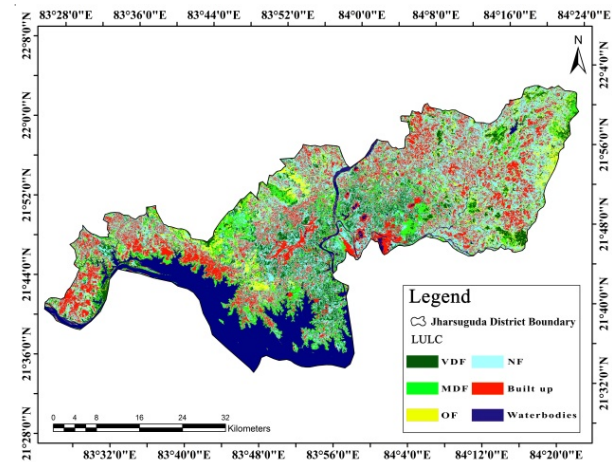 83°28'0"E 83°36'0"E 83°44'0"E 83°52'0"E 84°0'0"E 84°8'0"E 84°16'0"E 84°24'0"E
22°8'0"N
22°0'0"N
21°52'0"N
21°44'0"N
21°36'0"N
21°28'0"N
N
22°4'0"N
21°56'0"N
21°48'0"N
21°40'0"N
21°32'0"N
Legend
Jharsuguda District Boundary
LULC
VDF NF
MDF Built up
OF Waterbodies
0 4 8 16 24 32
Kilometers
83°32'0"E 83°40'0"E 83°48'0"E 83°56'0"E 84°4'0"E 84°12'0"E 84°20'0"E